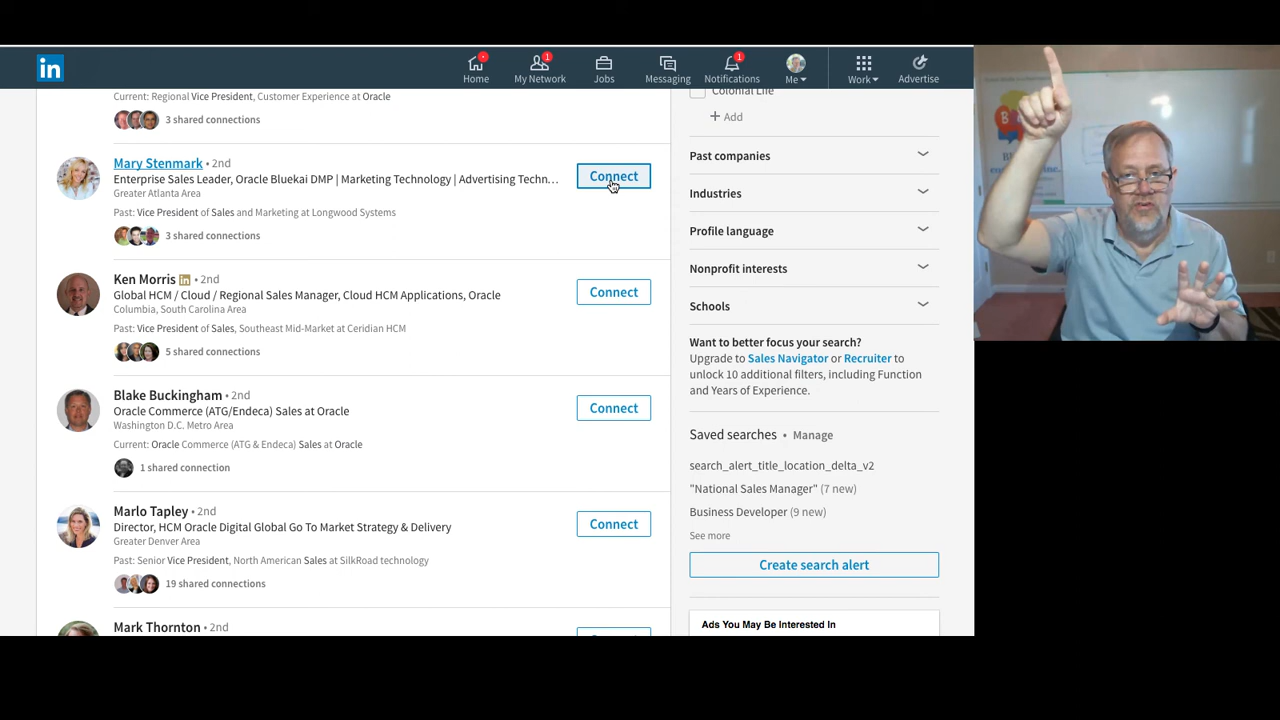 in
Home
1
My Network
Jobs
Messaging
1
Notifications
Me
Work
Advertise
Current: Regional Vice President, Customer Experience at Oracle
3 shared connections
Mary Stenmark • 2nd
Enterprise Sales Leader, Oracle Bluekai DMP | Marketing Technology | Advertising Techn…
Greater Atlanta Area
Past: Vice President of Sales and Marketing at Longwood Systems
3 shared connections
Connect
Ken Morris in • 2nd
Global HCM / Cloud / Regional Sales Manager, Cloud HCM Applications, Oracle
Columbia, South Carolina Area
Past: Vice President of Sales, Southeast Mid-Market at Ceridian HCM
5 shared connections
Connect
Blake Buckingham • 2nd
Oracle Commerce (ATG/Endeca) Sales at Oracle
Washington D.C. Metro Area
Current: Oracle Commerce (ATG & Endeca) Sales at Oracle
1 shared connection
Connect
Marlo Tapley • 2nd
Director, HCM Oracle Digital Global Go To Market Strategy & Delivery
Greater Denver Area
Past: Senior Vice President, North American Sales at SilkRoad technology
19 shared connections
Connect
Mark Thornton • 2nd
Colonial Life
+ Add
Past companies
Industries
Profile language
Nonprofit interests
Schools
Want to better focus your search?
Upgrade to Sales Navigator or Recruiter to
unlock 10 additional filters, including Function
and Years of Experience.
Saved searches • Manage
search_alert_title_location_delta_v2
"National Sales Manager" (7 new)
Business Developer (9 new)
See more
Create search alert
Ads You May Be Interested In